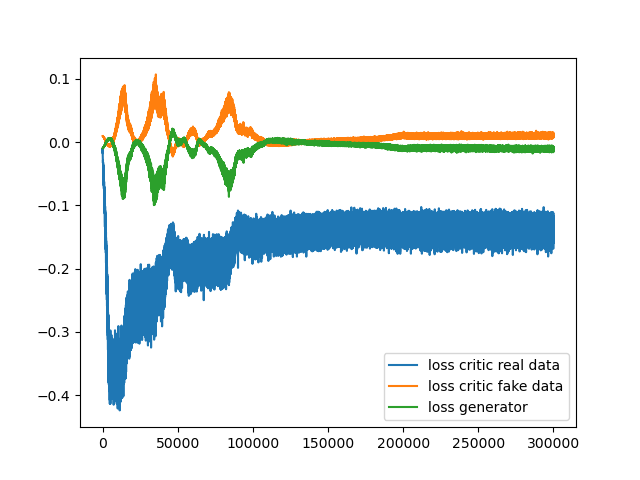 0.1
0.0
−0.1
−0.2
−0.3
−0.4
0 50000 100000 150000 200000 250000 300000
loss critic real data
loss critic fake data
loss generator